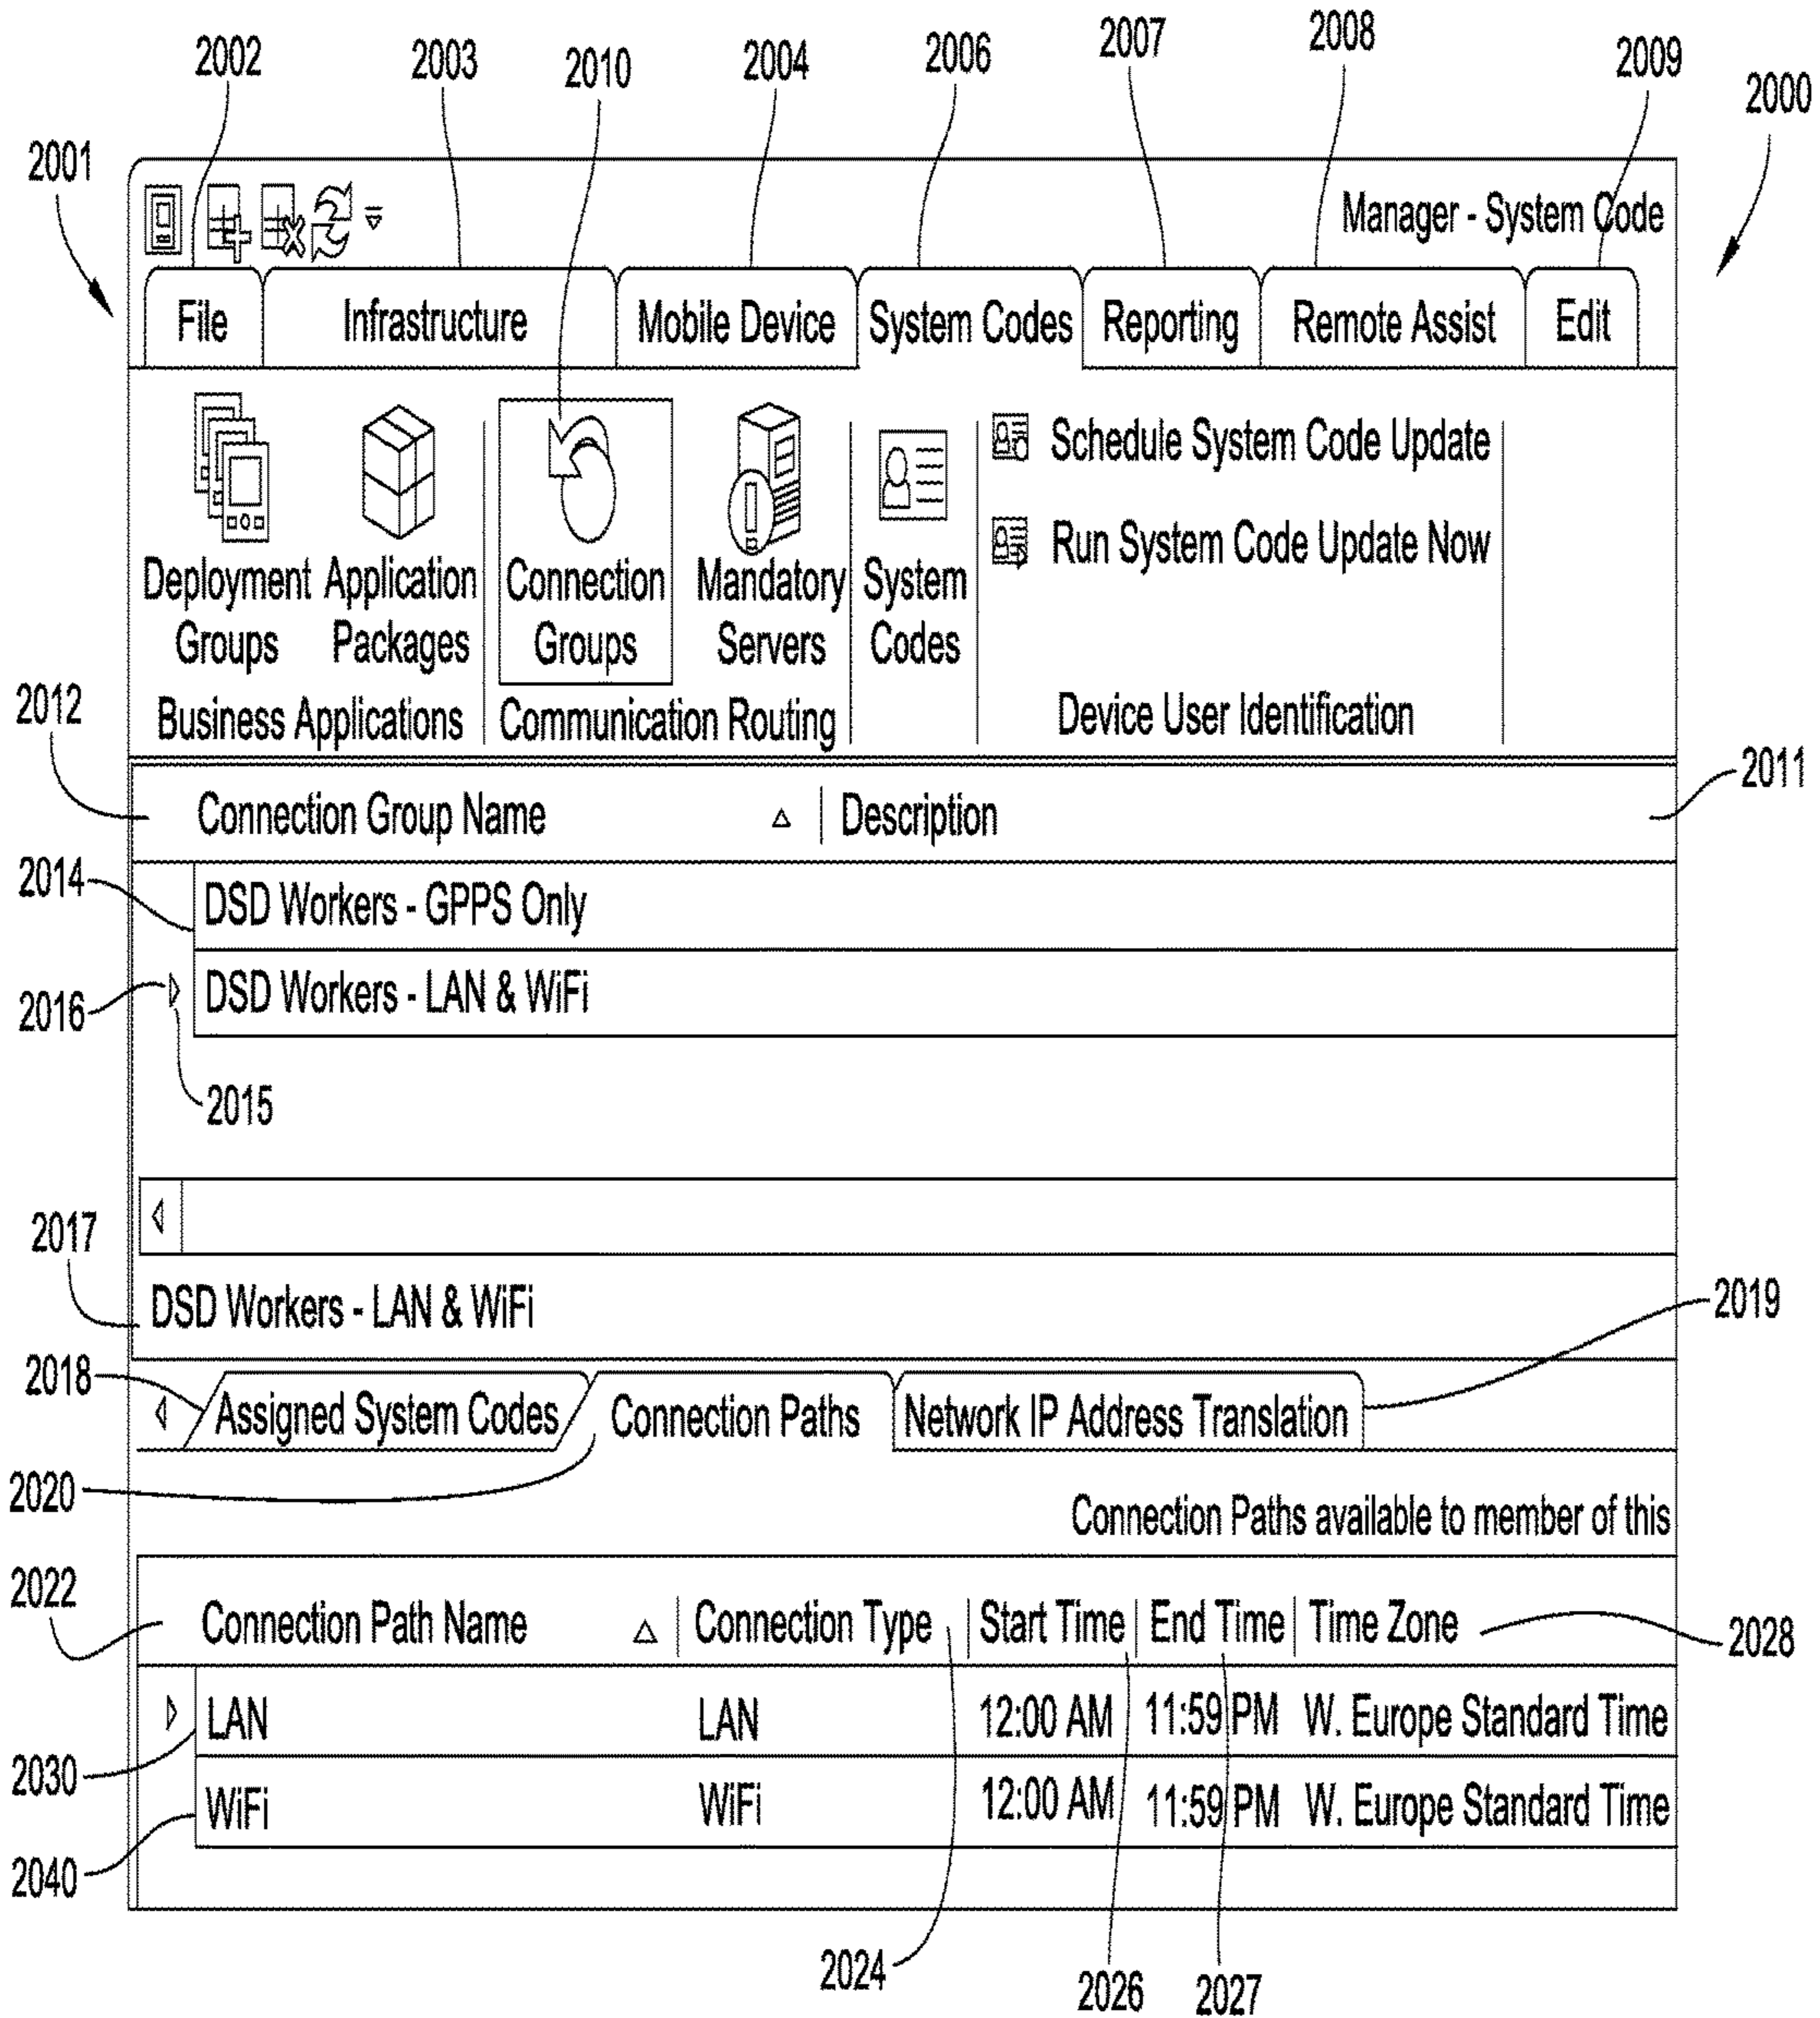 2002 2003 2010 2004 2006 2007 2008 2009 2000
2001
Manager - System Code
File Infrastructure Mobile Device System Codes Reporting Remote Assist Edit
Schedule System Code Update
Run System Code Update Now
Deployment Application Connection Mandatory System
Groups Packages Groups Servers Codes
Business Applications Communication Routing Device User Identification
2012
2011
Connection Group Name Description
2014
DSD Workers - GPPS Only
2016
DSD Workers - LAN & WiFi
2015
2017
DSD Workers - LAN & WiFi
2019
2018
Assigned System Codes Connection Paths Network IP Address Translation
2020
Connection Paths available to member of this
2022
Connection Path Name Connection Type Start Time End Time Time Zone
2028
LAN LAN 12:00 AM 11:59 PM W. Europe Standard Time
2030
WiFi WiFi 12:00 AM 11:59 PM W. Europe Standard Time
2040
2024 2026 2027